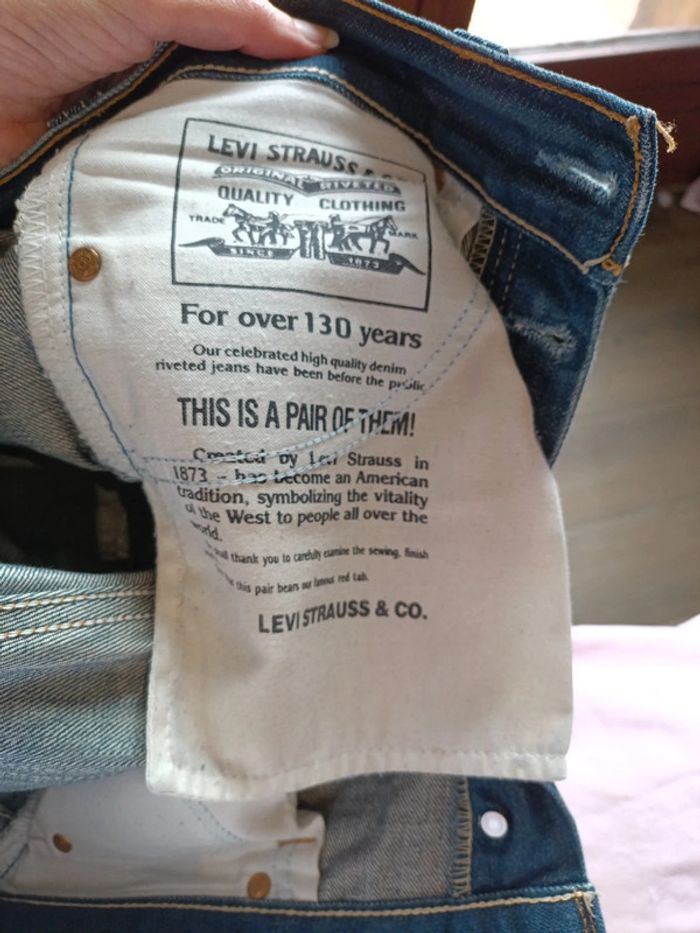 LEVI STRAUSS &
ORIGINAL RIVETED
QUALITY CLOTHING
TRADE MARK
SINCE 1873
For over 130 years
Our celebrated high quality denim
riveted jeans have been before the public
THIS IS A PAIR OF THEM!
Created by Levi Strauss in
1873 - has become an American
tradition, symbolizing the vitality
of the West to people all over the
world.
shall thank you to carefully examine the sewing, finish
this pair bears our famous red tab.
LEVI STRAUSS & CO.